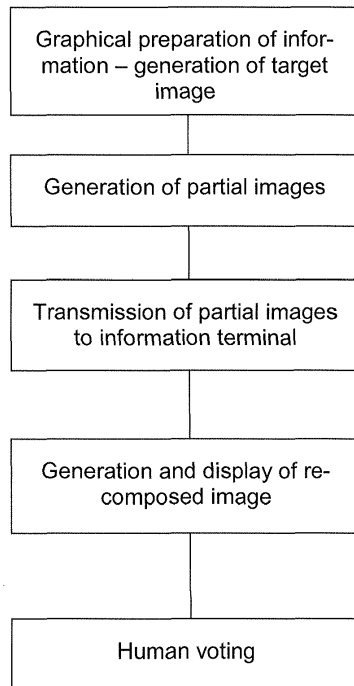 Graphical preparation of infor-
mation – generation of target
image
Generation of partial images
Transmission of partial images
to information terminal
Generation and display of re-
composed image
Human voting